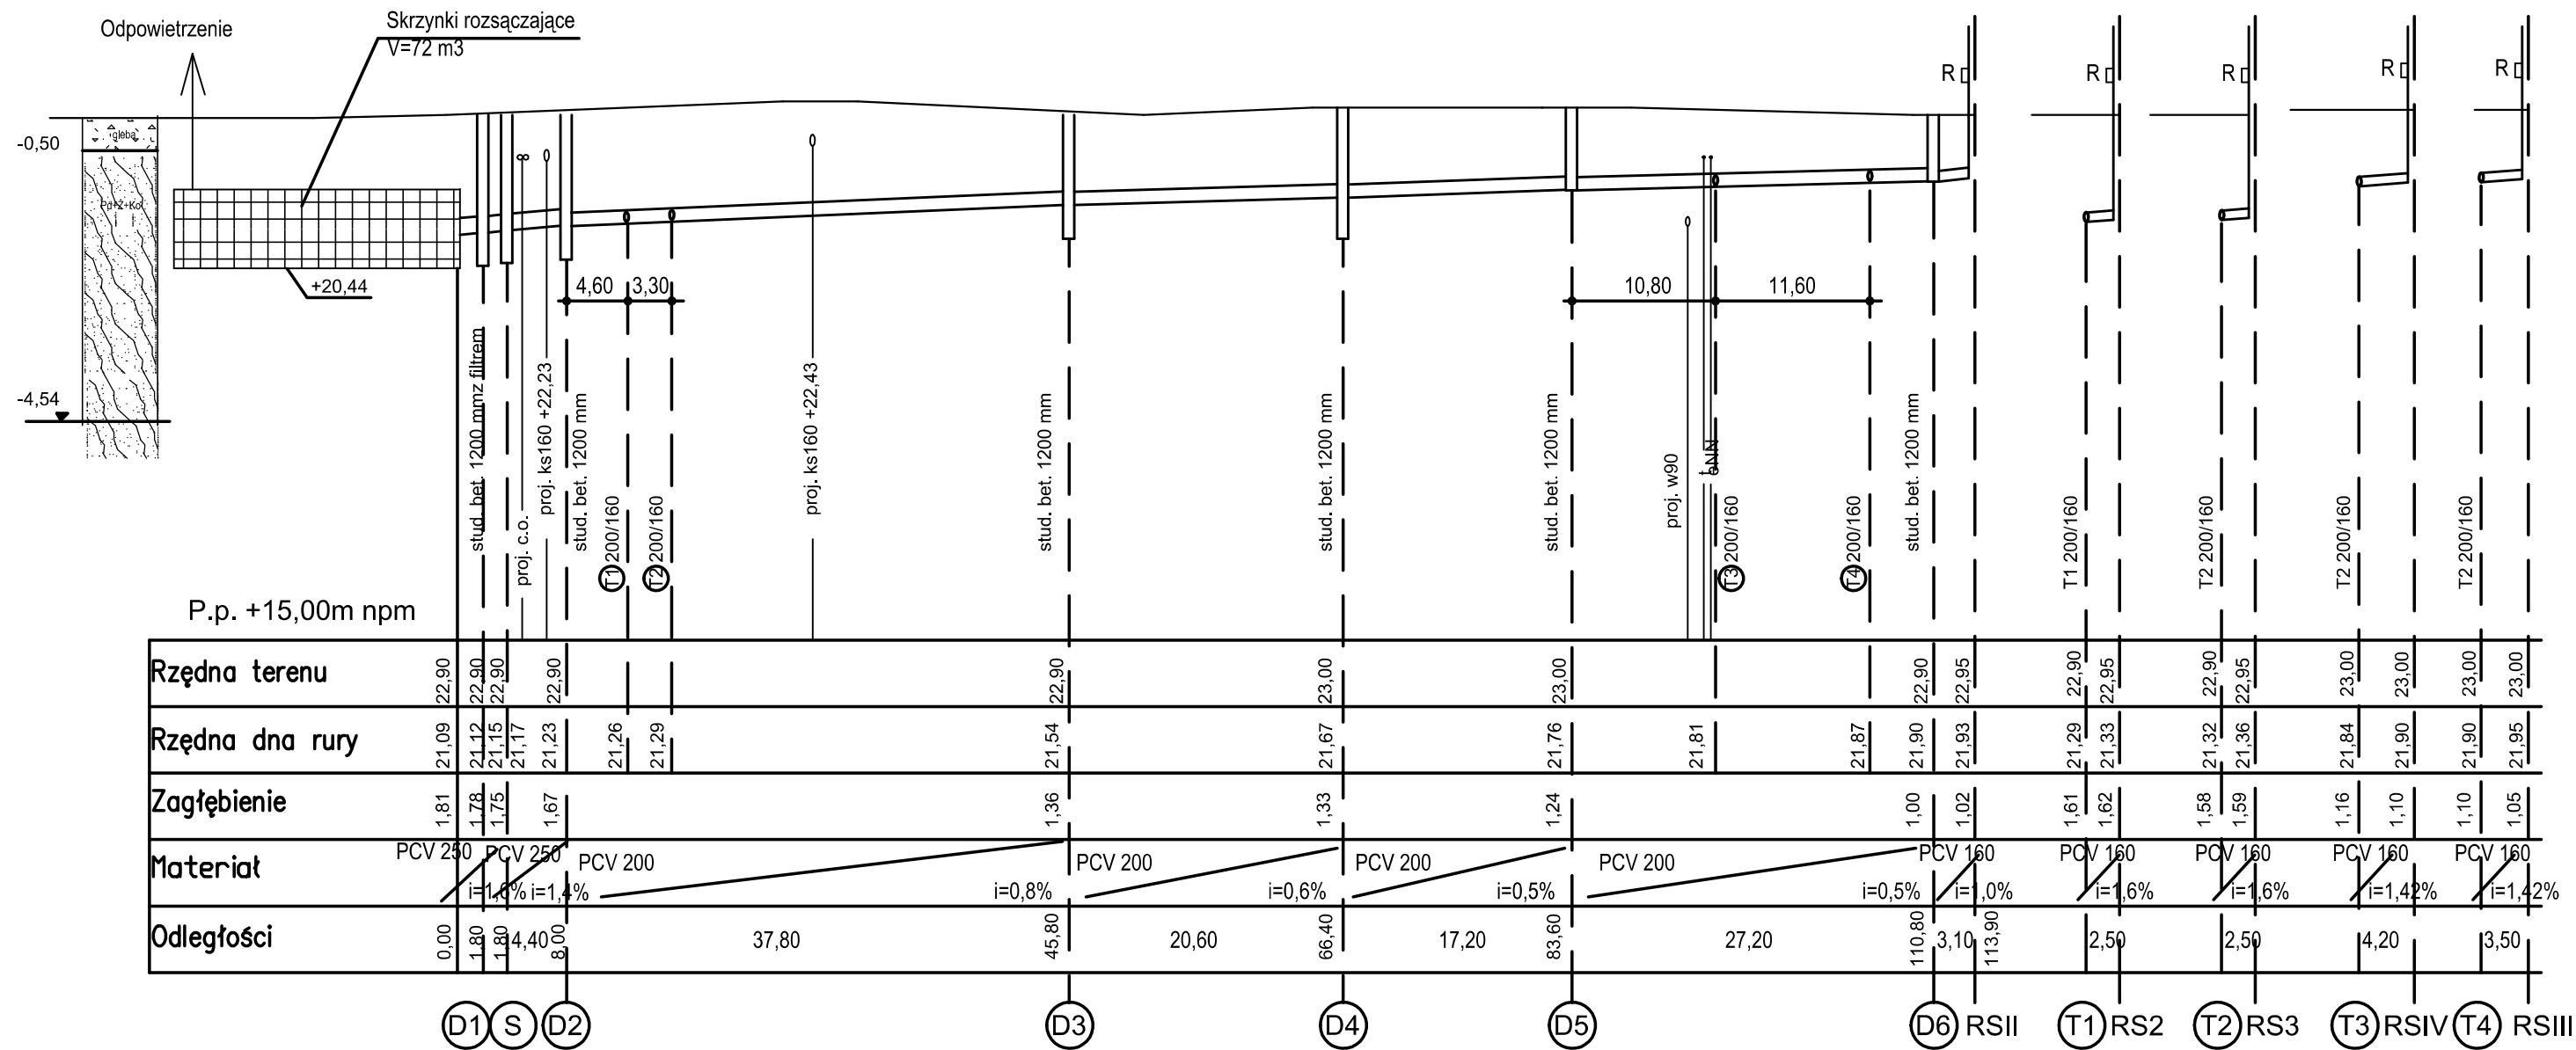 Odpowietrzenie
Skrzynki rozsączające
V=72 m3
R
R
R
R
R
-0,50
gleba
Pd+Ż+Ko
+20,44
-4,54
4,60
3,30
10,80
11,60
stud. bet. 1200 mmz filtrem
proj. c.o.
proj. ks160 +22,23
stud. bet. 1200 mm
T1 200/160
T2 200/160
proj. ks160 +22,43
stud. bet. 1200 mm
stud. bet. 1200 mm
stud. bet. 1200 mm
proj. w90
t
eNN
T3 200/160
T4 200/160
stud. bet. 1200 mm
T1 200/160
T2 200/160
T2 200/160
T2 200/160
P.p. +15,00m npm
Rzędna terenu
22,90 22,90 22,90 22,90 22,90 23,00 23,00 22,90 22,95 22,90 22,95 22,90 22,95 23,00 23,00 23,00 23,00
Rzędna dna rury
21,09 21,12 21,15 21,17 21,23 21,26 21,29 21,54 21,67 21,76 21,81 21,87 21,90 21,93 21,29 21,33 21,32 21,36 21,84 21,90 21,90 21,95
Zagłębienie
1,81 1,78 1,75 1,67 1,36 1,33 1,24 1,00 1,02 1,61 1,62 1,58 1,59 1,16 1,10 1,10 1,05
Materiał
PCV 250 PCV 250 PCV 200 PCV 200 PCV 200 PCV 200 PCV 160 PCV 160 PCV 160 PCV 160 PCV 160
i=1,6% i=1,4% i=0,8% i=0,6% i=0,5% i=0,5% i=1,0% i=1,6% i=1,6% i=1,42% i=1,42%
Odległości
0,00 1,80 1,80 4,40 8,00 37,80 45,80 20,60 66,40 17,20 83,60 27,20 110,80 3,10 113,90 2,50 2,50 4,20 3,50
D1 S D2 D3 D4 D5 D6 RSII T1 RS2 T2 RS3 T3 RSIV T4 RSIII